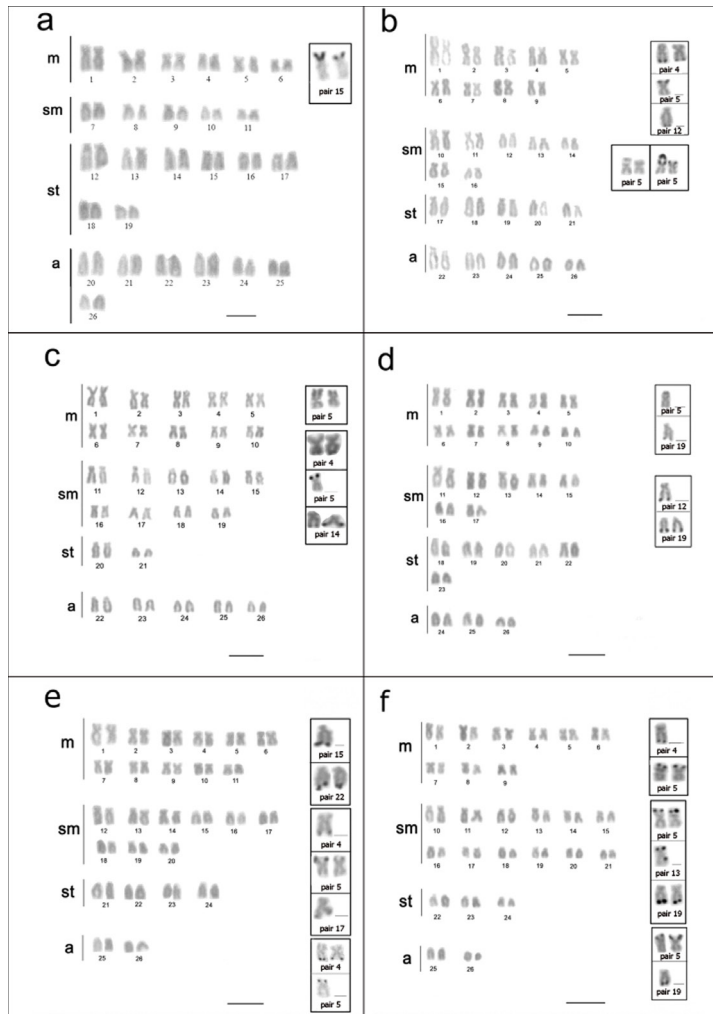 a
m
1 2 3 4 5 6
sm
7 8 9 10 11
st
12 13 14 15 16 17
18 19
a
20 21 22 23 24 25
26
pair 15
b
m
1 2 3 4 5
6 7 8 9
sm
10 11 12 13 14
15 16
st
17 18 19 20 21
a
22 23 24 25 26
pair 4
pair 5
pair 12
pair 5 pair 5
c
m
1 2 3 4 5
6 7 8 9 10
sm
11 12 13 14 15
16 17 18 19
st
20 21
a
22 23 24 25 26
pair 5
pair 4
pair 5
pair 14
d
m
1 2 3 4 5
6 7 8 9 10
sm
11 12 13 14 15
16 17
st
18 19 20 21 22
23
a
24 25 26
pair 5
pair 19
pair 12
pair 19
e
m
1 2 3 4 5 6
7 8 9 10 11
sm
12 13 14 15 16 17
18 19 20
st
21 22 23 24
a
25 26
pair 15
pair 22
pair 4
pair 5
pair 17
pair 4
pair 5
f
m
1 2 3 4 5 6
7 8 9
sm
10 11 12 13 14 15
16 17 18 19 20 21
st
22 23 24
a
25 26
pair 4
pair 5
pair 5
pair 13
pair 19
pair 5
pair 19